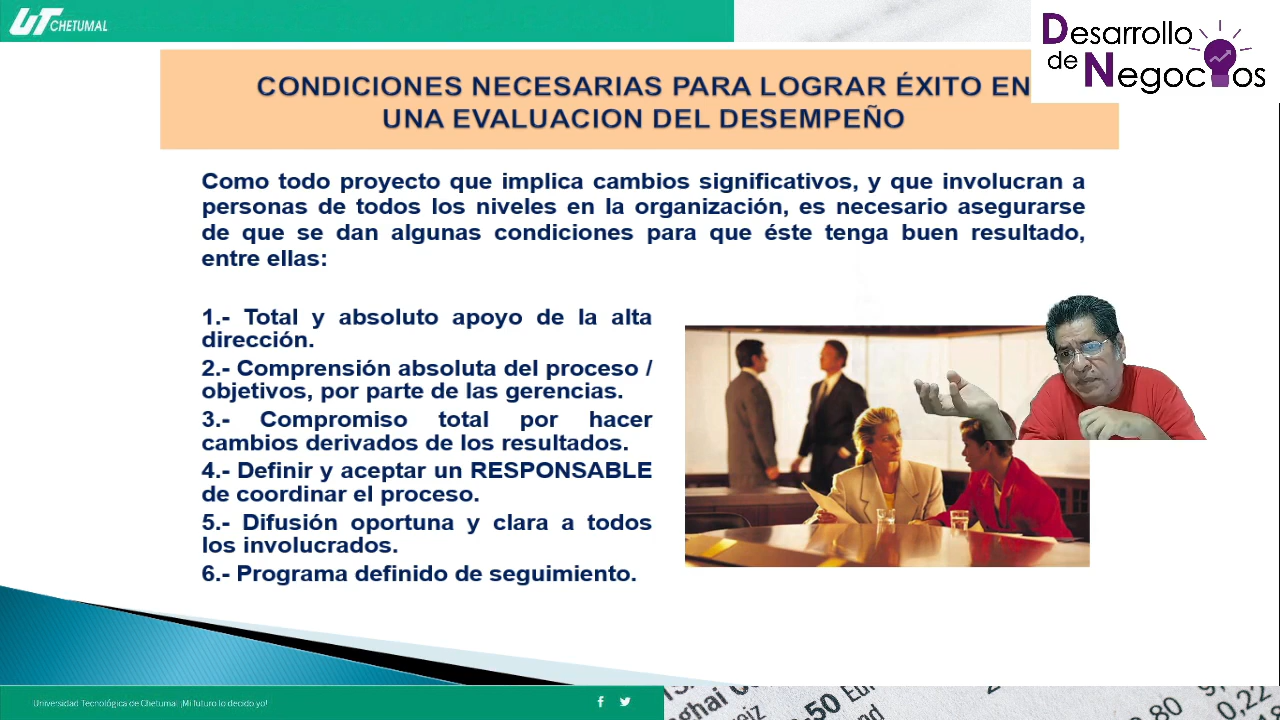 UT CHETUMAL
Desarrollo
de Negocios
CONDICIONES NECESARIAS PARA LOGRAR ÉXITO EN
UNA EVALUACION DEL DESEMPEÑO
Como todo proyecto que implica cambios significativos, y que involucran a
personas de todos los niveles en la organización, es necesario asegurarse
de que se dan algunas condiciones para que éste tenga buen resultado,
entre ellas:
1.- Total y absoluto apoyo de la alta
dirección.
2.- Comprensión absoluta del proceso /
objetivos, por parte de las gerencias.
3.- Compromiso total por hacer
cambios derivados de los resultados.
4.- Definir y aceptar un RESPONSABLE
de coordinar el proceso.
5.- Difusión oportuna y clara a todos
los involucrados.
6.- Programa definido de seguimiento.
Universidad Tecnológica de Chetumal ¡Mi futuro lo decido yo!
0,80
0,22